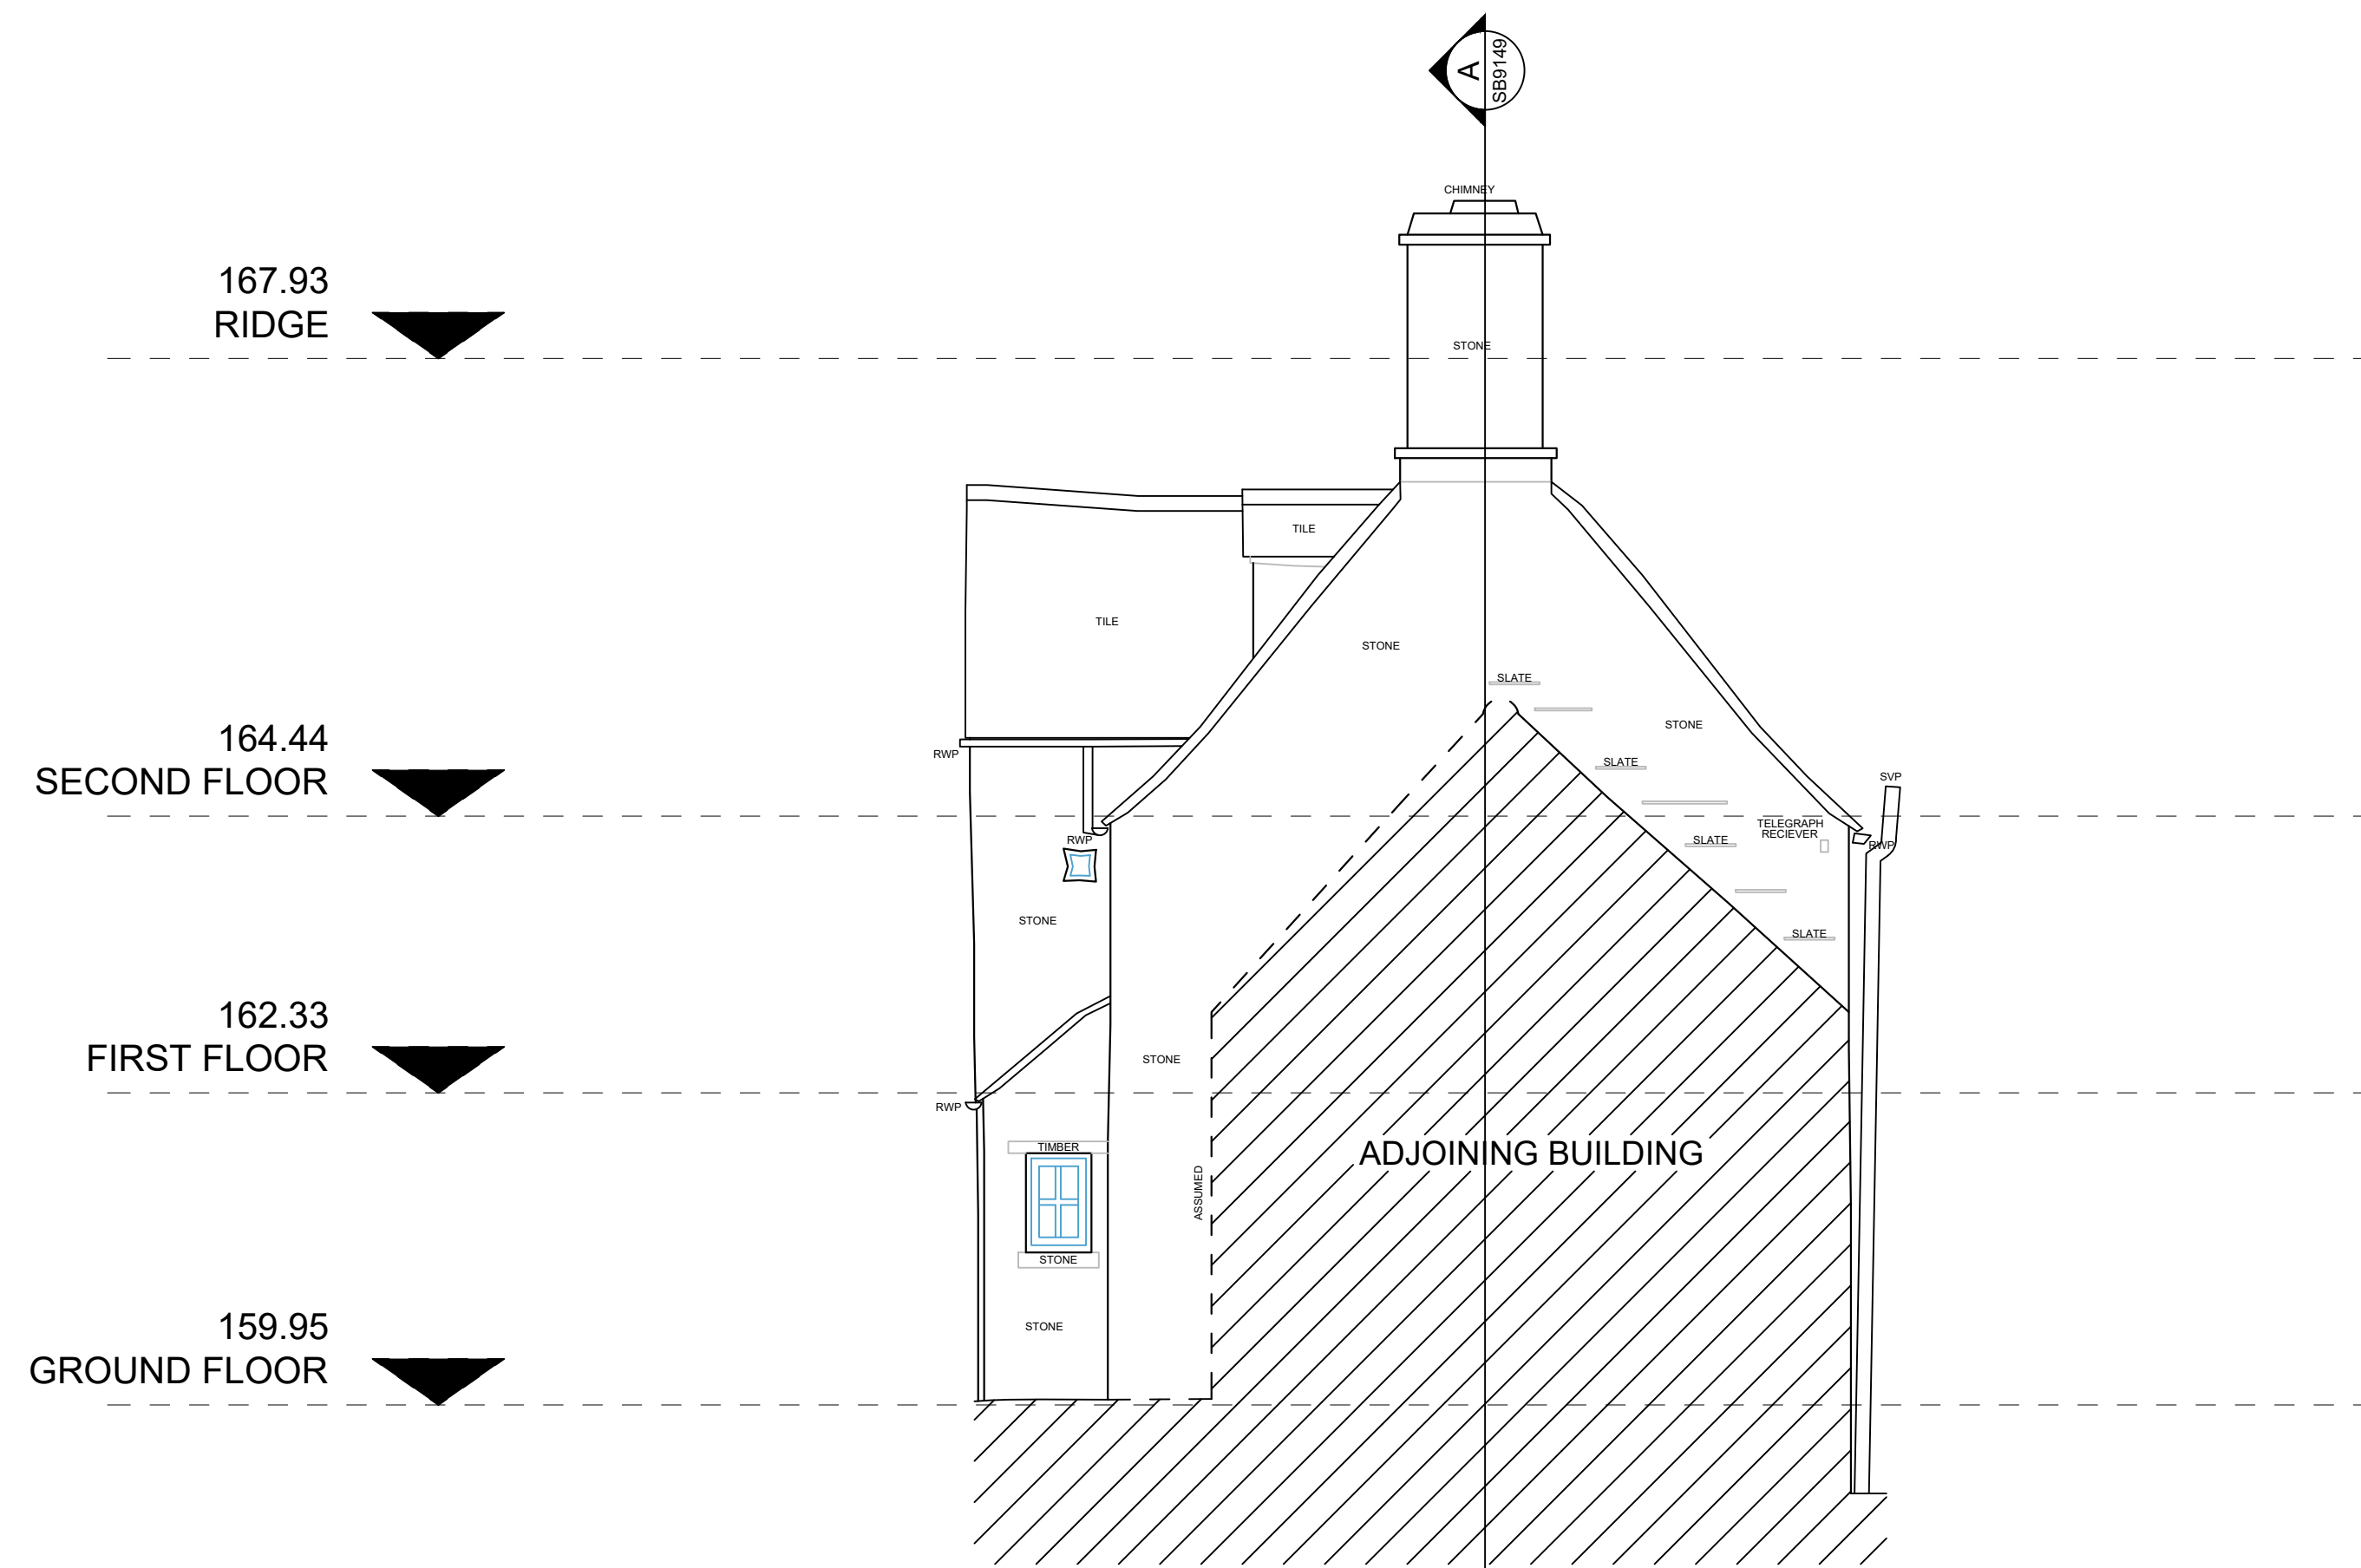 A
SB9149
CHIMNEY
167.93
RIDGE
STONE
TILE
TILE
STONE
SLATE
STONE
164.44
SECOND FLOOR
RWP
SLATE
SVP
TELEGRAPH
RECIEVER
RWP
SLATE
RWP
STONE
SLATE
162.33
FIRST FLOOR
STONE
RWP
TIMBER
ADJOINING BUILDING
ASSUMED
STONE
159.95
GROUND FLOOR
STONE